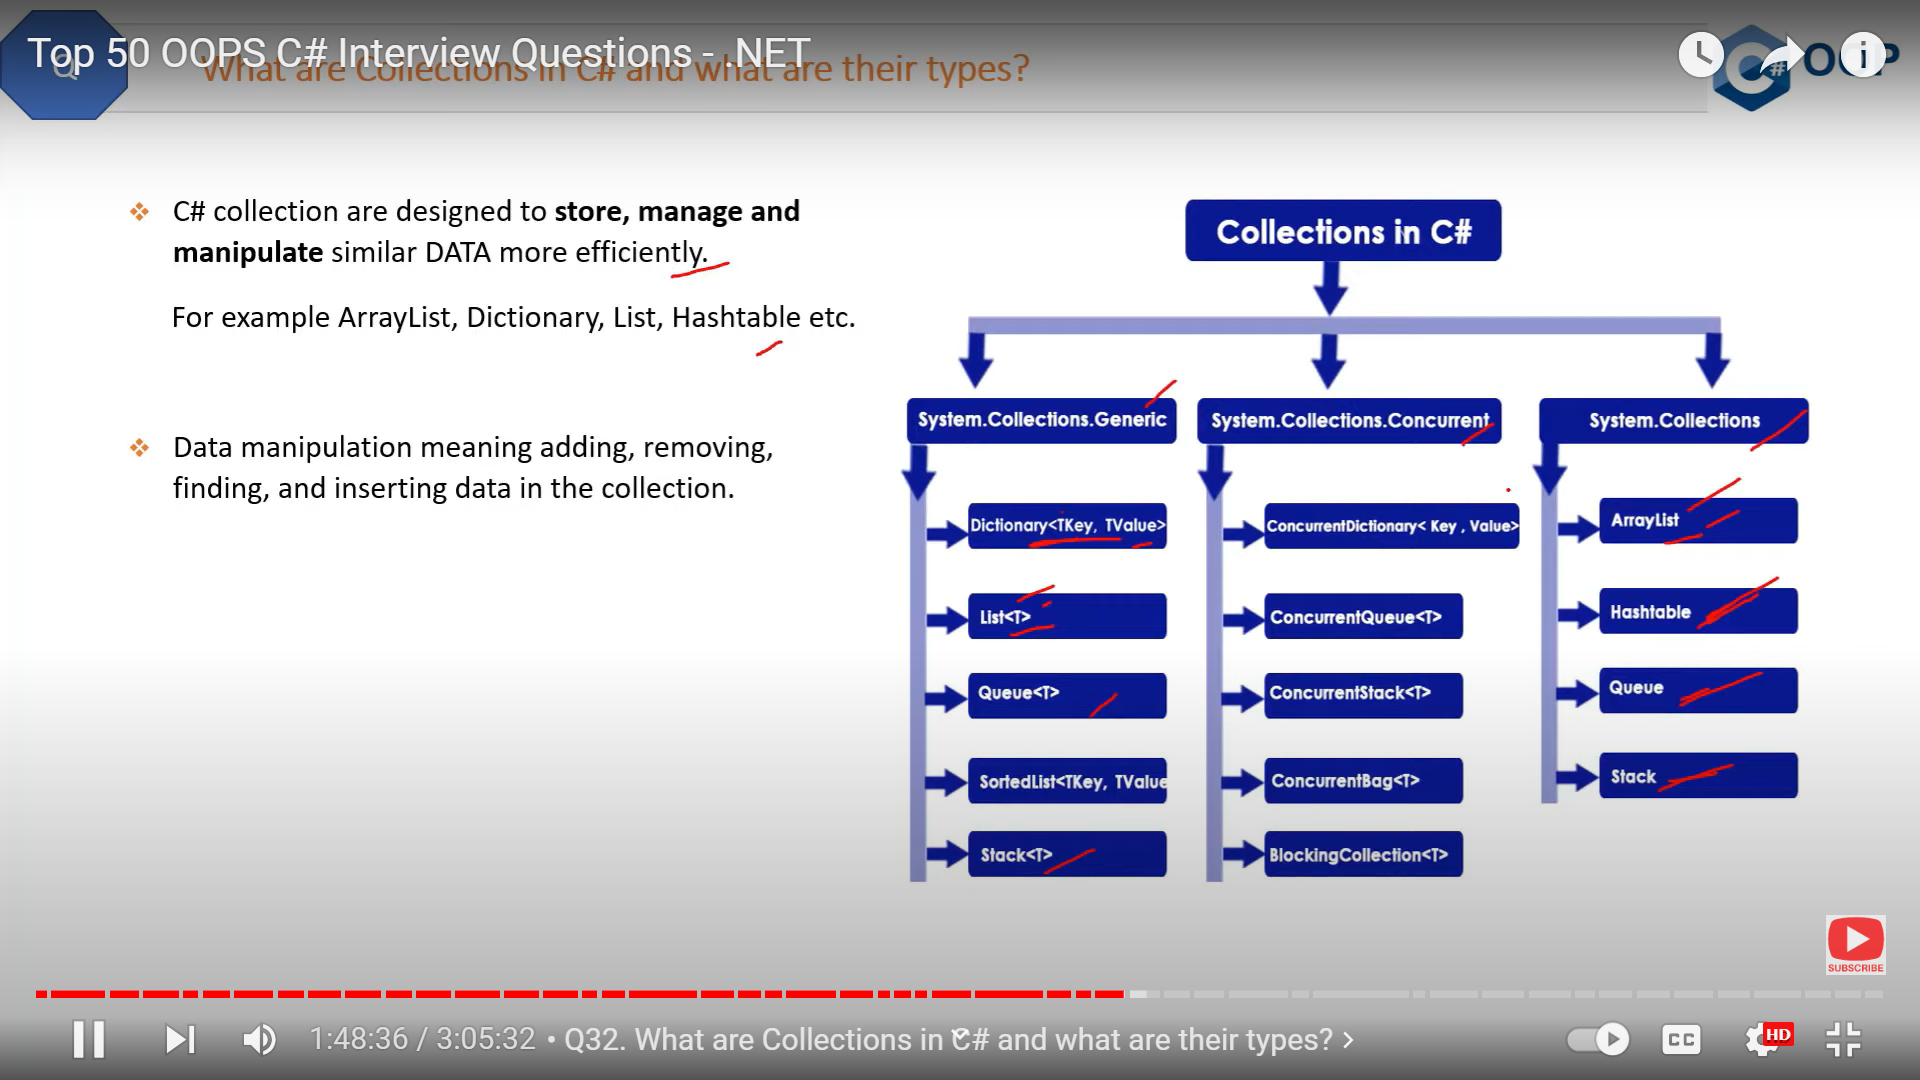 Top 50 OOPS C# Interview Questions - .NET
What are Collections in C# and what are their types?
C# OOP
C# collection are designed to store, manage and
manipulate similar DATA more efficiently.
For example ArrayList, Dictionary, List, Hashtable etc.
Data manipulation meaning adding, removing,
finding, and inserting data in the collection.
Collections in C#
System.Collections.Generic
Dictionary<TKey, TValue>
List<T>
Queue<T>
SortedList<TKey, TValue
Stack<T>
System.Collections.Concurrent
ConcurrentDictionary< Key , Value>
ConcurrentQueue<T>
ConcurrentStack<T>
ConcurrentBag<T>
BlockingCollection<T>
System.Collections
ArrayList
Hashtable
Queue
Stack
SUBSCRIBE
1:48:36 / 3:05:32 • Q32. What are Collections in C# and what are their types?
CC
HD